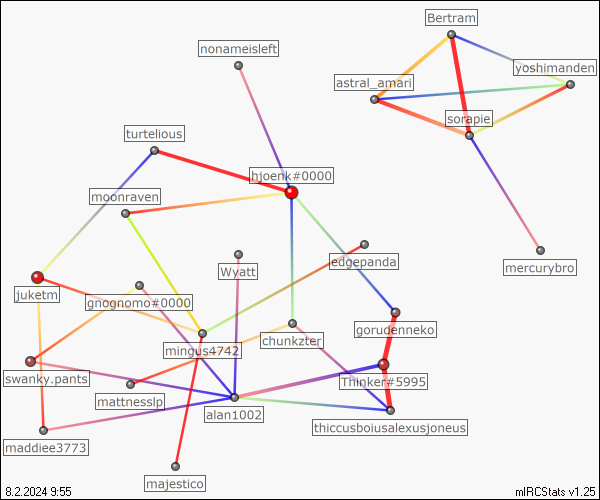 Bertram
nonameisleft
yoshimanden
astral_amari
sorapie
turtelious
hjoenk#0000
moonraven
edgepanda
Wyatt
mercurybro
juketm
gnognomo#0000
gorudenneko
chunkzter
mingus4742
swanky.pants
Thinker#5995
mattnesslp
alan1002
thiccusboiusalexusjoneus
maddiee3773
majestico
8.2.2024 9:55
mIRCStats v1.25